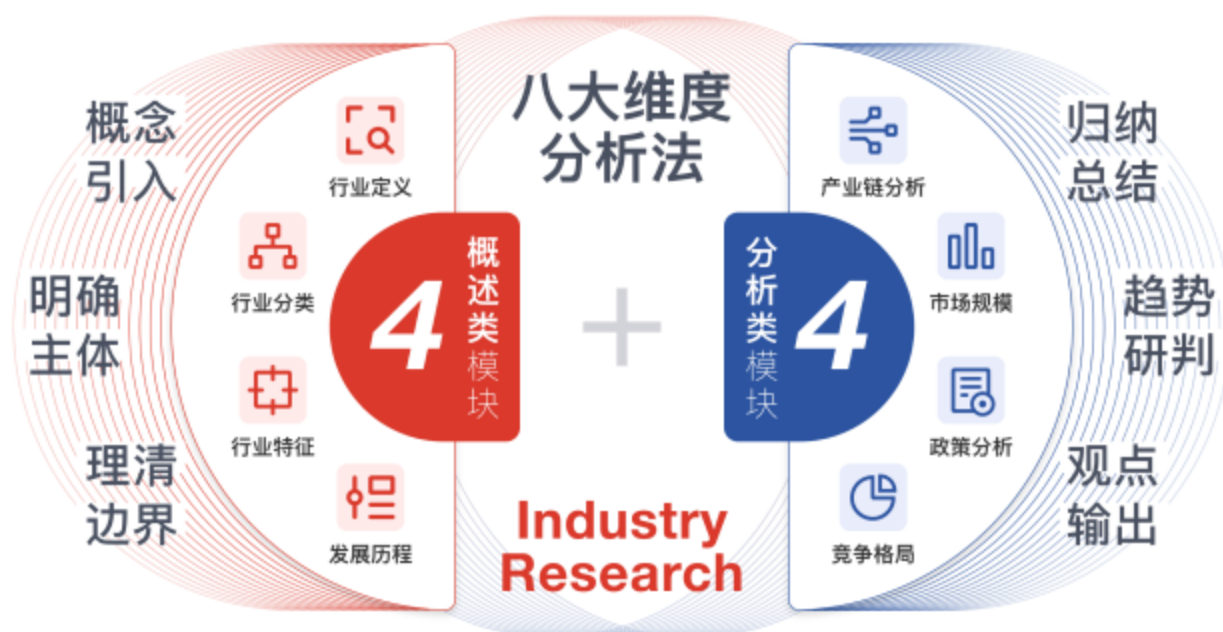 八大维度
分析法
概念
引入
明确
主体
理清
边界
行业定义
行业分类
行业特征
发展历程
4
概述类模块
分析类模块
4
产业链分析
市场规模
政策分析
竞争格局
归纳
总结
趋势
研判
观点
输出
Industry
Research